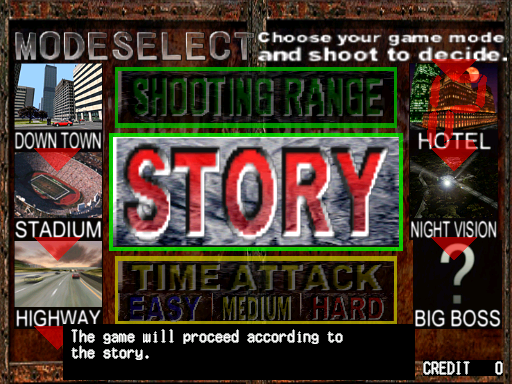 MODESELECT
Choose your game mode
and shoot to decide.
SHOOTING RANGE
DOWN TOWN
HOTEL
STORY
STADIUM
NIGHT VISION
TIME ATTACK
EASY MEDIUM HARD
HIGHWAY
?
BIG BOSS
The game will proceed according to
the story.
CREDIT 0